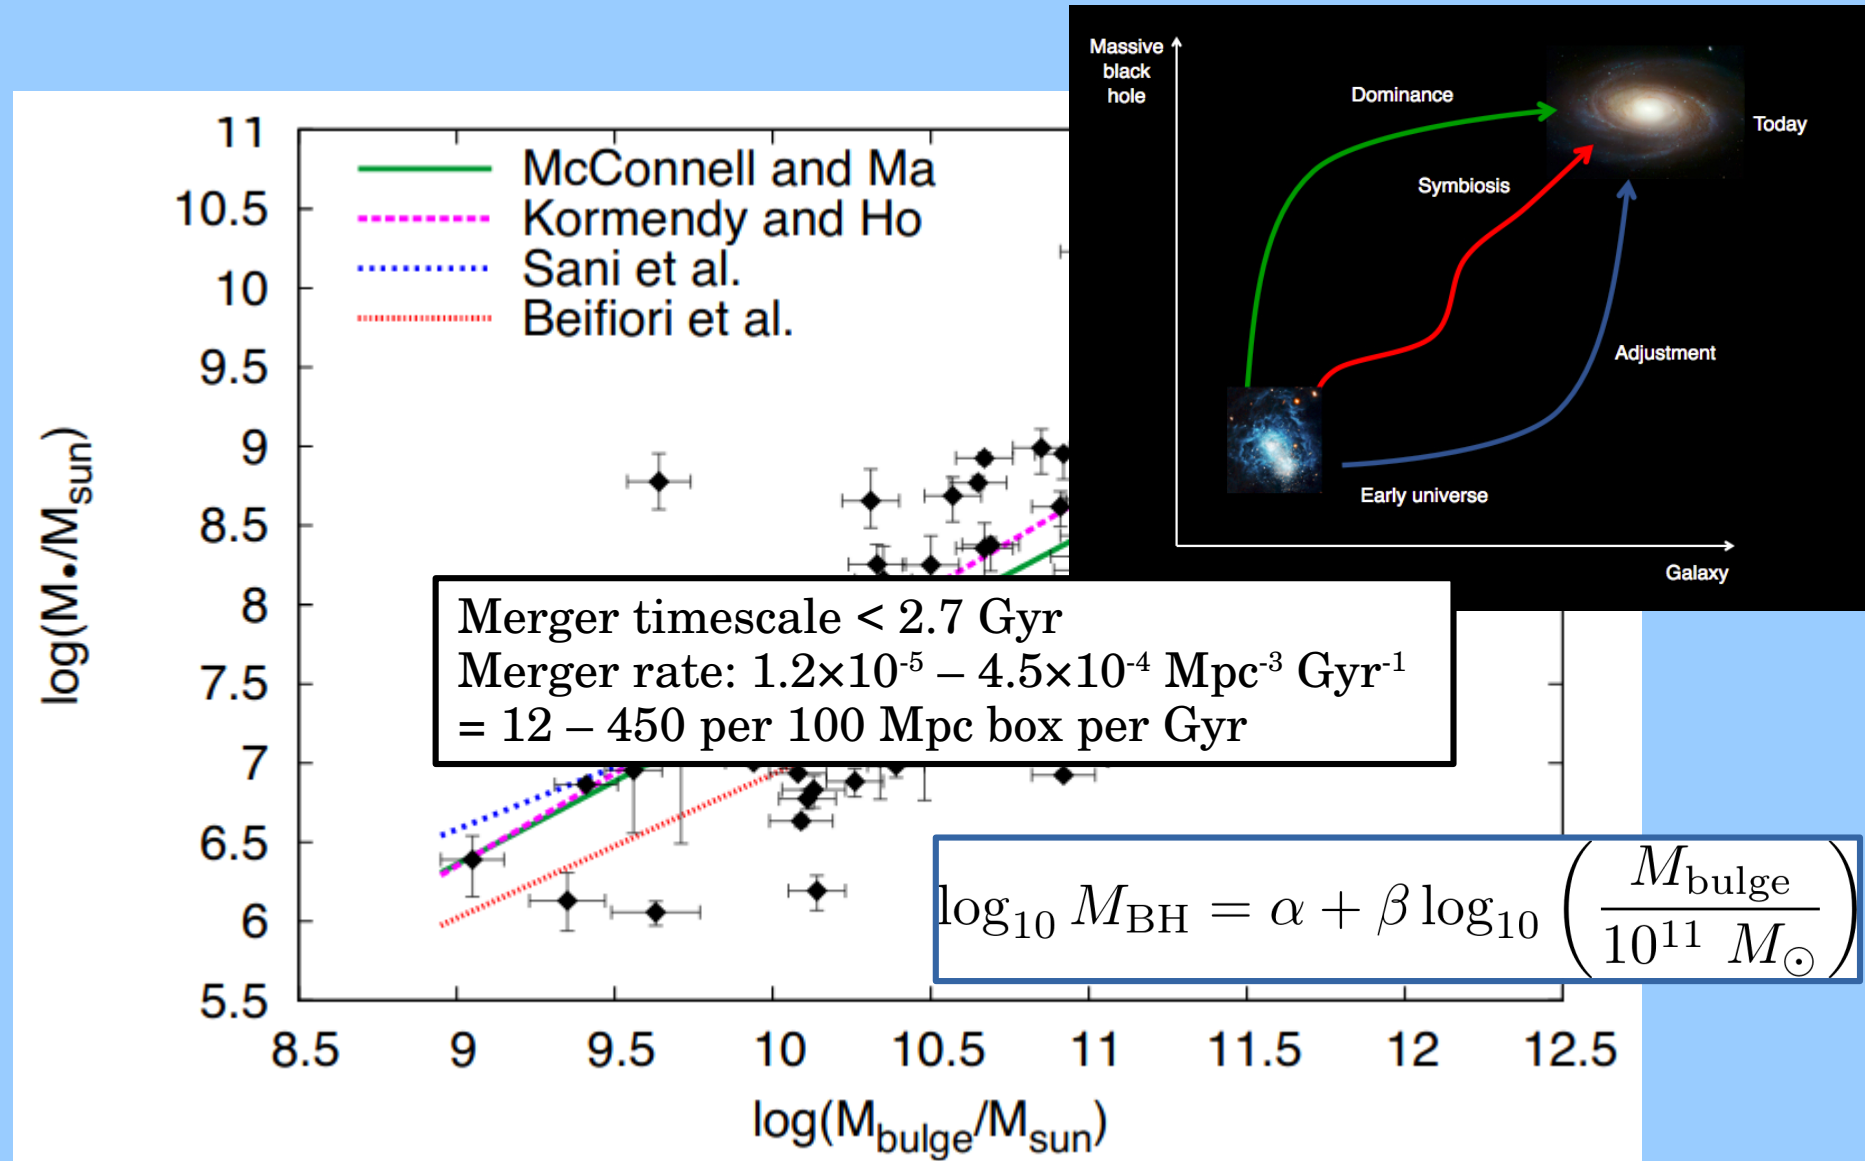 Massive
black
hole
Dominance
Today
Symbiosis
Adjustment
Early universe
Galaxy
11
10.5
10
9.5
9
8.5
8
7.5
7
6.5
6
5.5
log(M•/Msun)
McConnell and Ma
Kormendy and Ho
Sani et al.
Beifiori et al.
Merger timescale < 2.7 Gyr
Merger rate: 1.2×10⁻⁵ – 4.5×10⁻⁴ Mpc⁻³ Gyr⁻¹
= 12 – 450 per 100 Mpc box per Gyr
log₁₀ M_BH = α + β log₁₀ (M_bulge / 10¹¹ M_⊙)
8.5 9 9.5 10 10.5 11 11.5 12 12.5
log(Mbulge/Msun)